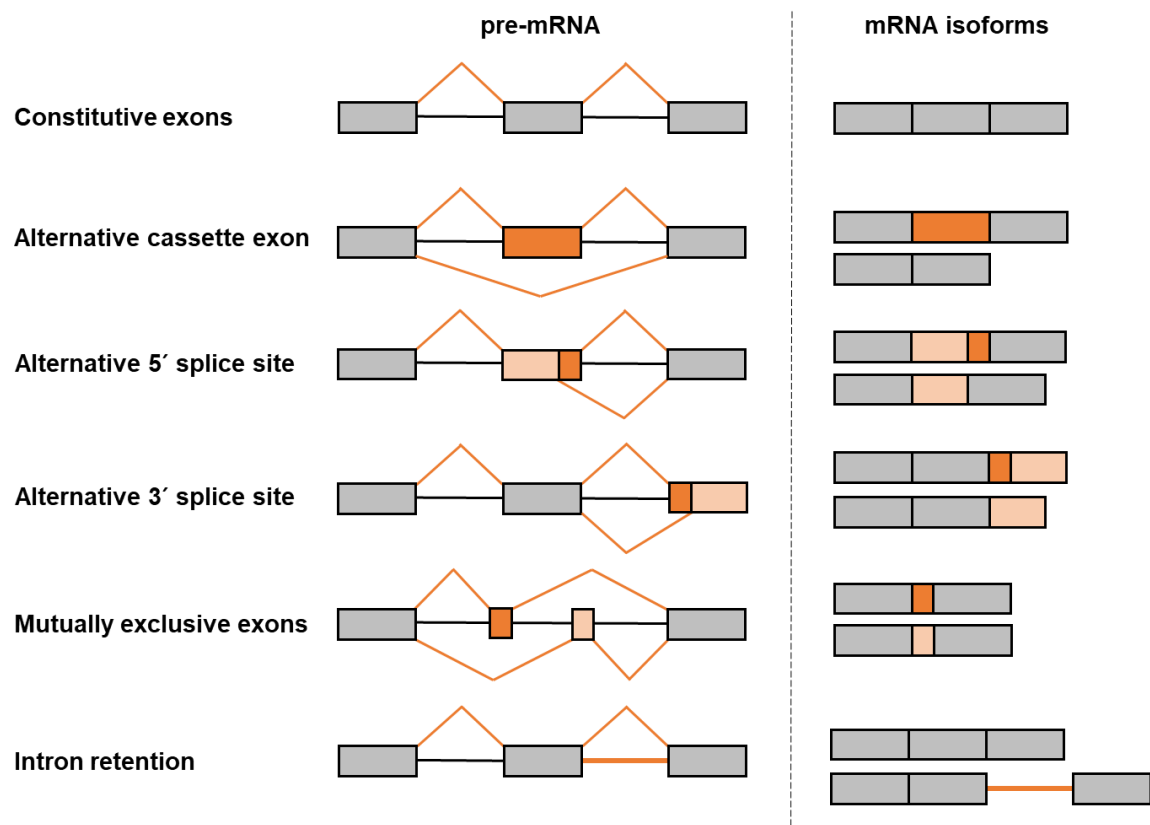 pre-mRNA
mRNA isoforms
Constitutive exons
Alternative cassette exon
Alternative 5′ splice site
Alternative 3′ splice site
Mutually exclusive exons
Intron retention